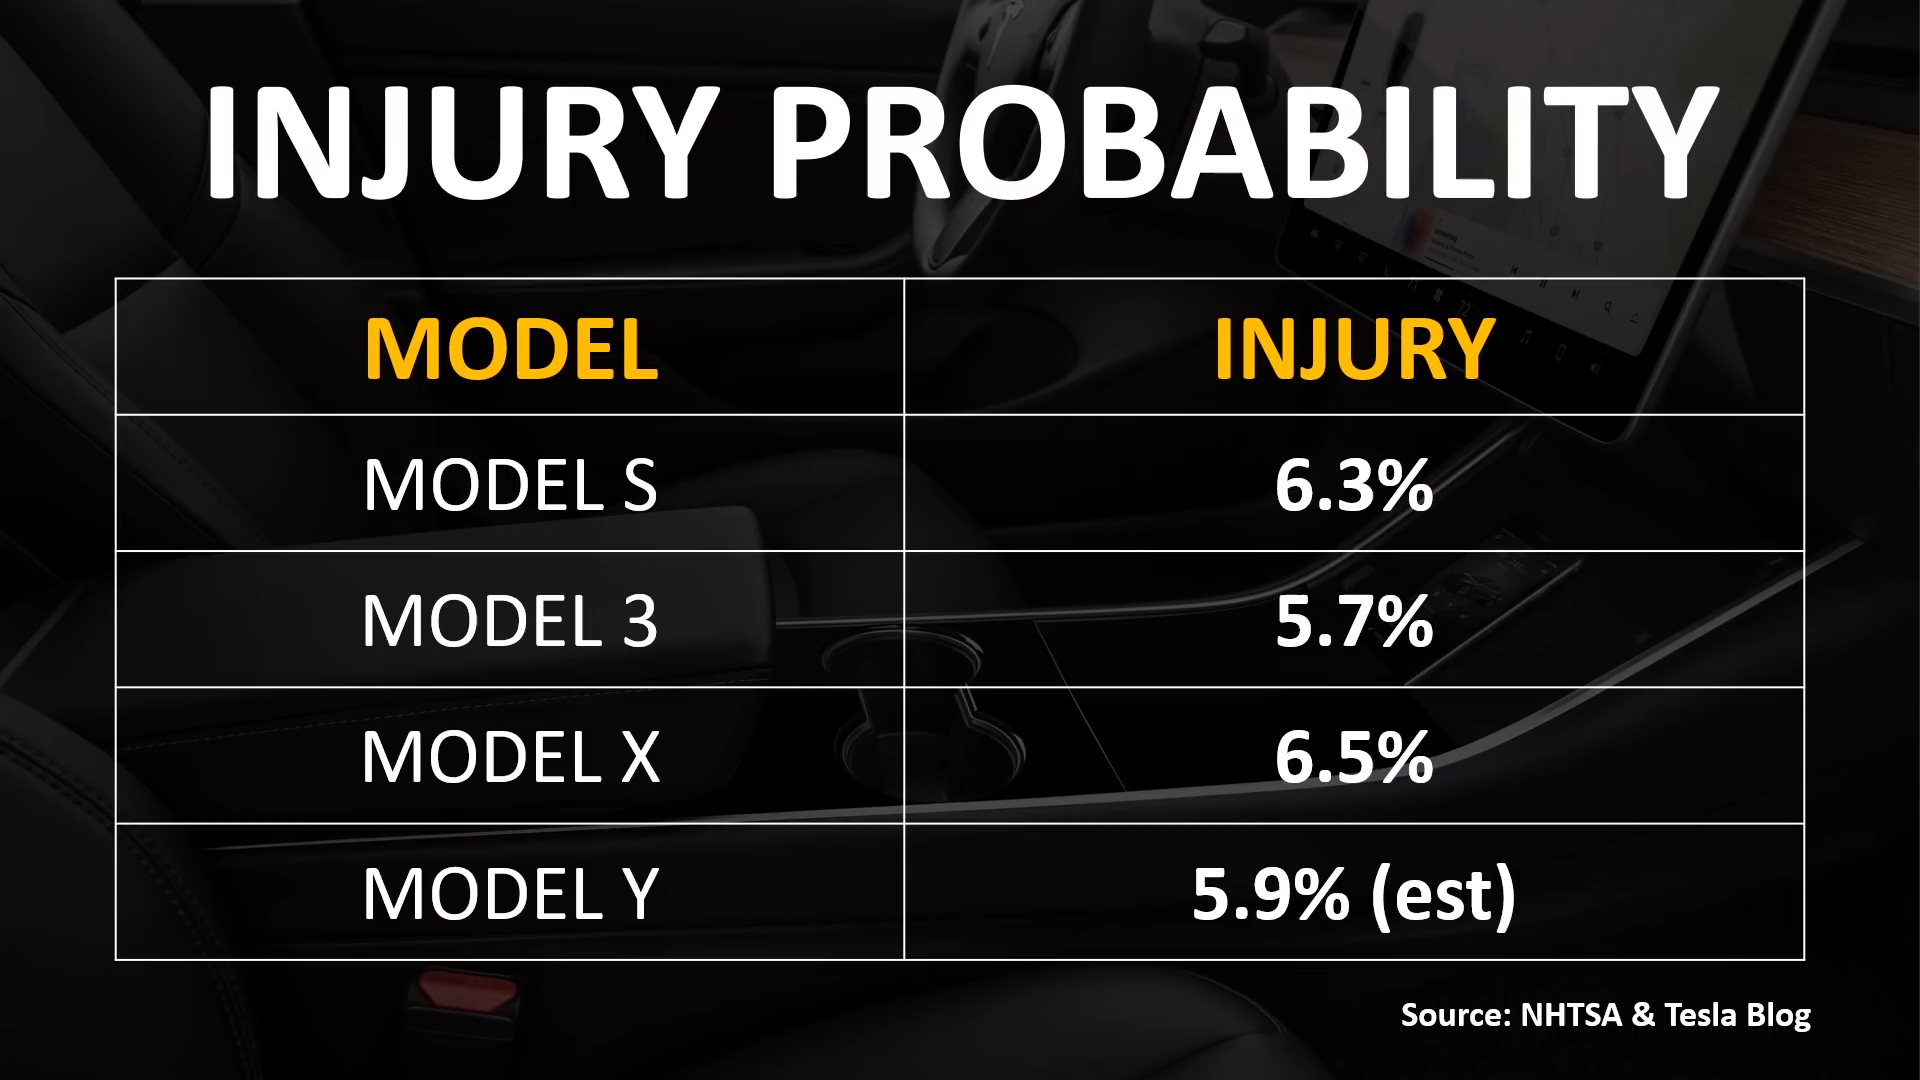 INJURY PROBABILITY
MODEL INJURY
MODEL S 6.3%
MODEL 3 5.7%
MODEL X 6.5%
MODEL Y 5.9% (est)
Source: NHTSA & Tesla Blog
72